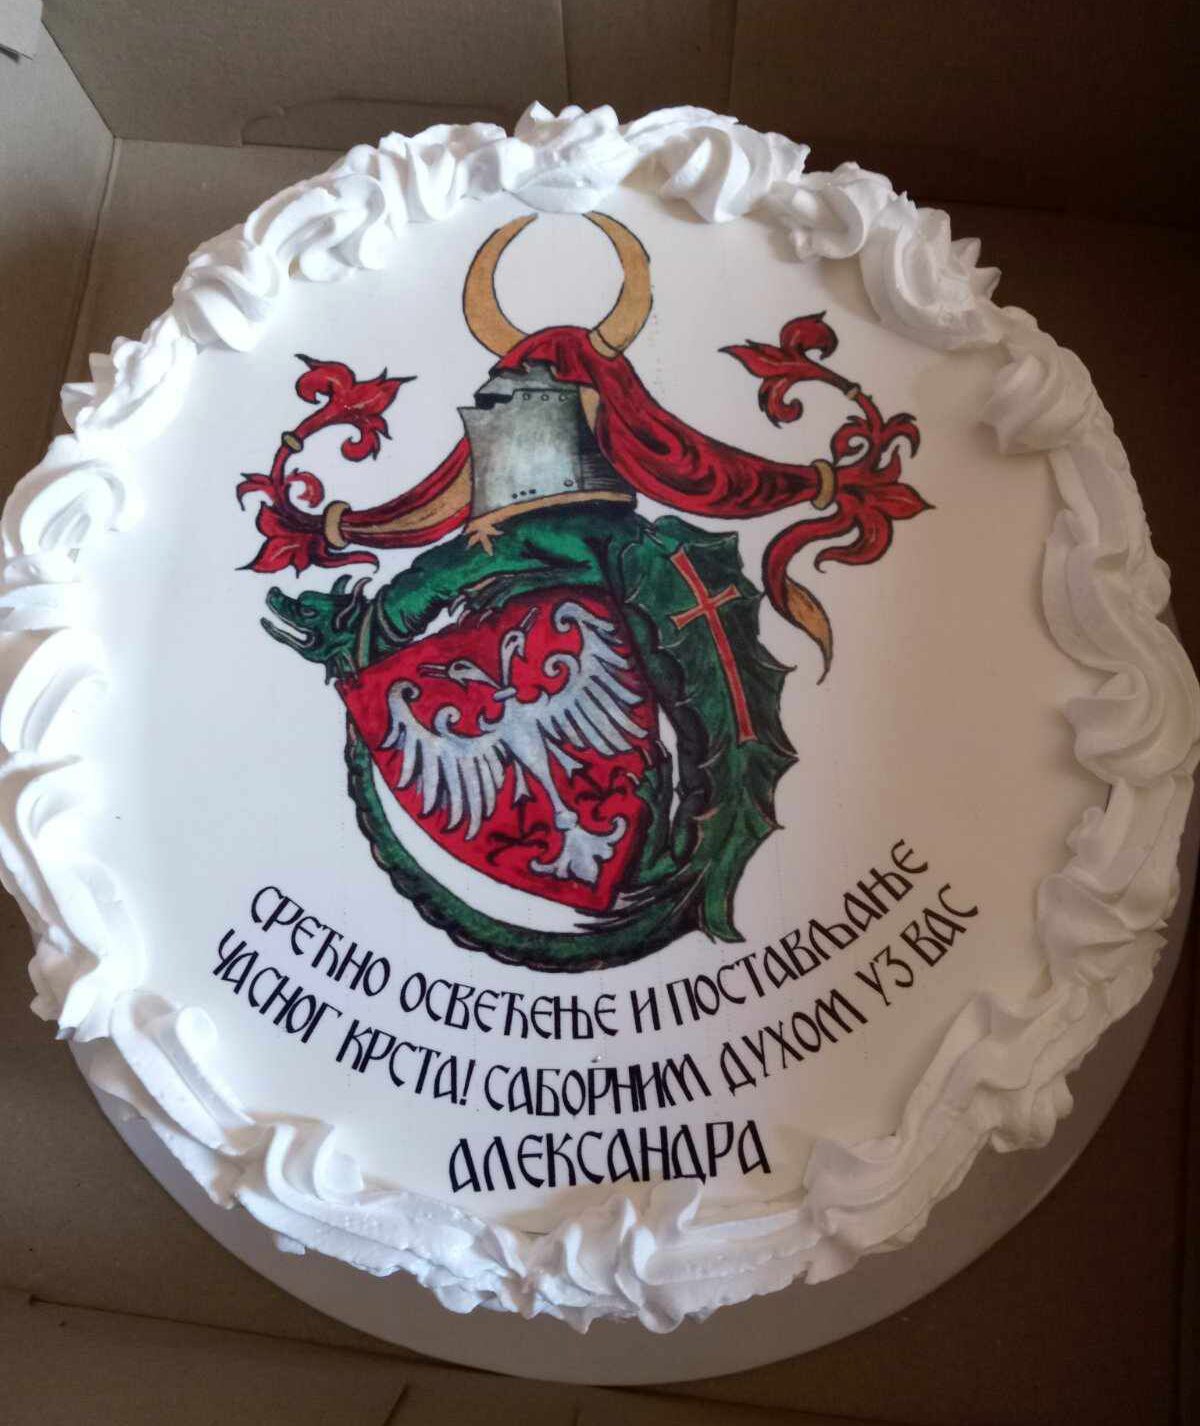 СРЕЋНО ОСВЕЋЕЊЕ И ПОСТАВЉАЊЕ
ЧАСНОГ КРСТА! САБОРНИМ ДУХОМ УЗ ВАС
АЛЕКСАНДРА